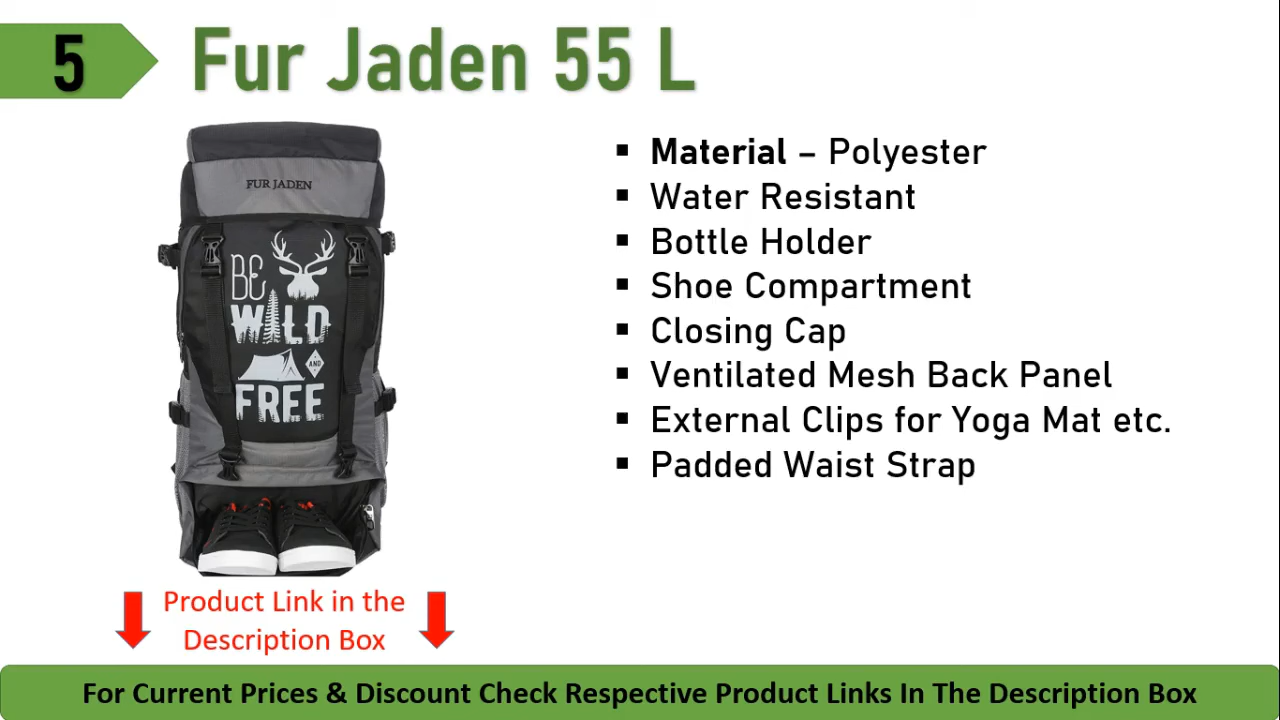 5
Fur Jaden 55 L
FUR JADEN
BE
WILD
AND
FREE
▪ Material – Polyester
▪ Water Resistant
▪ Bottle Holder
▪ Shoe Compartment
▪ Closing Cap
▪ Ventilated Mesh Back Panel
▪ External Clips for Yoga Mat etc.
▪ Padded Waist Strap
Product Link in the
Description Box
For Current Prices & Discount Check Respective Product Links In The Description Box